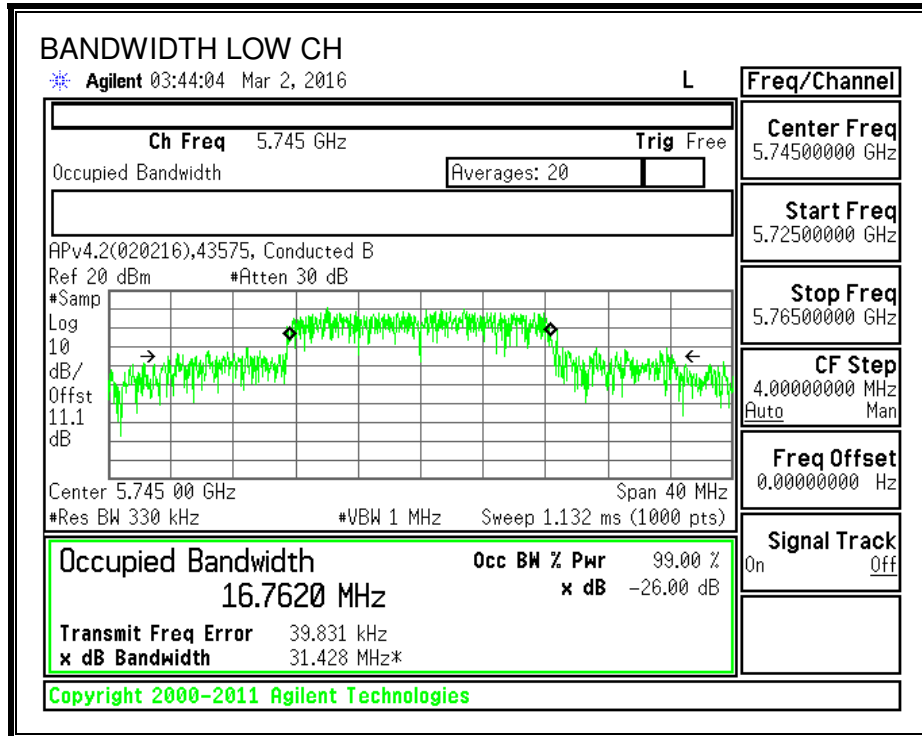 BANDWIDTH LOW CH
Agilent 03:44:04 Mar 2, 2016 L
Ch Freq 5.745 GHz Trig Free
Occupied Bandwidth Averages: 20
APv4.2(020216),43575, Conducted B
Ref 20 dBm #Atten 30 dB
#Samp
Log
10
dB/
Offst
11.1
dB
Center 5.745 00 GHz Span 40 MHz
#Res BW 330 kHz #VBW 1 MHz Sweep 1.132 ms (1000 pts)
Occupied Bandwidth Occ BW % Pwr 99.00 %
16.7620 MHz x dB -26.00 dB
Transmit Freq Error 39.831 kHz
x dB Bandwidth 31.428 MHz*
Copyright 2000-2011 Agilent Technologies
Freq/Channel
Center Freq
5.74500000 GHz
Start Freq
5.72500000 GHz
Stop Freq
5.76500000 GHz
CF Step
4.00000000 MHz
Auto Man
Freq Offset
0.00000000 Hz
Signal Track
On Off